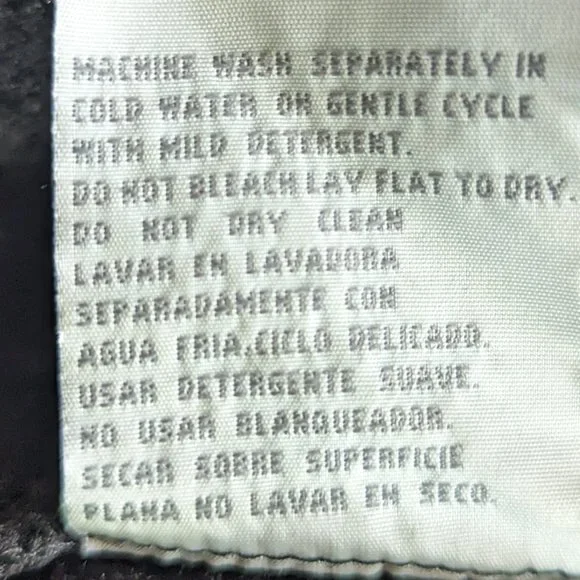 MACHINE WASH SEPARATELY IN
COLD WATER ON GENTLE CYCLE
WITH MILD DETERGENT.
DO NOT BLEACH LAY FLAT TO DRY.
DO NOT DRY CLEAN
LAVAR EN LAVADORA
SEPARADAMENTE CON
AGUA FRIA.CICLO DELICADO.
USAR DETERGENTE SUAVE.
NO USAR BLANQUEADOR.
SECAR SOBRE SUPERFICIE
PLANA NO LAVAR EN SECO.